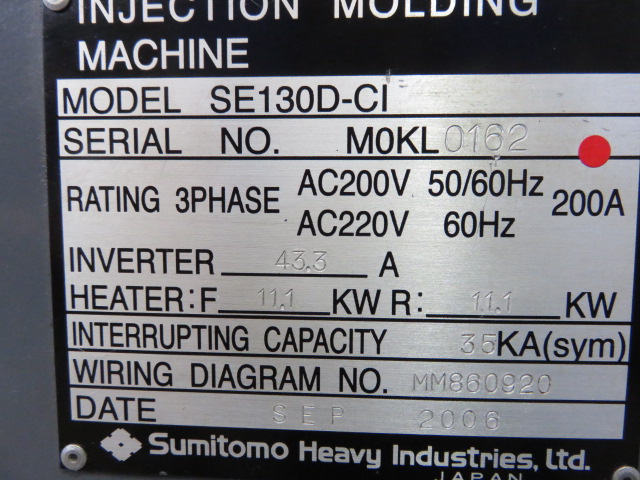 INJECTION MOLDING
MACHINE
MODEL SE130D-CI
SERIAL NO. M0KL0162
RATING 3PHASE AC200V 50/60Hz 200A
AC220V 60Hz
INVERTER 43.3 A
HEATER:F 11.1 KW R: 11.1 KW
INTERRUPTING CAPACITY 35KA(sym)
WIRING DIAGRAM NO. MM860920
DATE SEP 2006
Sumitomo Heavy Industries, Ltd.
JAPAN